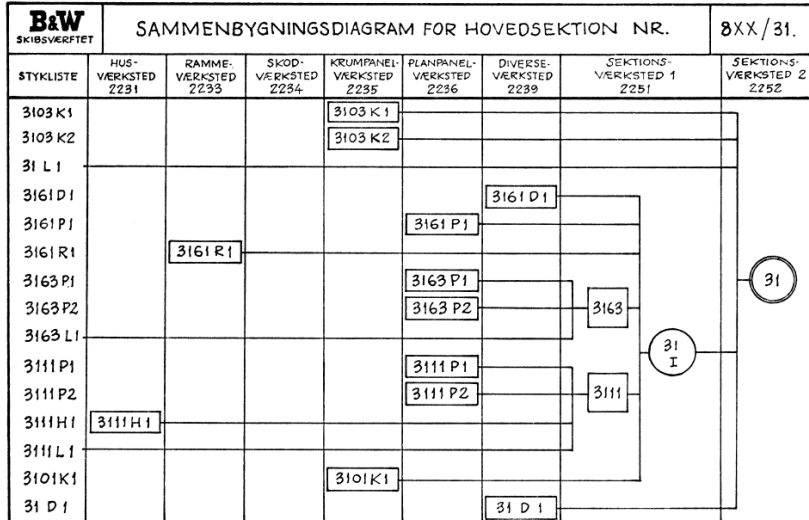 B&W
SKIBSVÆRFTET
SAMMENBYGNINGSDIAGRAM FOR HOVEDSEKTION NR.
8XX/31.
STYKLISTE
HUS-
VÆRKSTED
2231
RAMME-
VÆRKSTED
2233
SKOD-
VÆRKSTED
2234
KRUMPANEL-
VÆRKSTED
2235
PLANPANEL-
VÆRKSTED
2236
DIVERSE-
VÆRKSTED
2239
SEKTIONS-
VÆRKSTED 1
2251
SEKTIONS-
VÆRKSTED 2
2252
3103 K1 3103 K1
3103 K2 3103 K2
31 L 1
3161 D1 3161 D1
3161 P1 3161 P1
3161 R1 3161 R1
3163 P1 3163 P1
31
3163 P2 3163 P2 3163
3163 L1
31
I
3111 P1 3111 P1
3111 P2 3111 P2 3111
3111 H1 3111 H1
3111 L 1
3101 K1 3101 K1
31 D 1 31 D 1